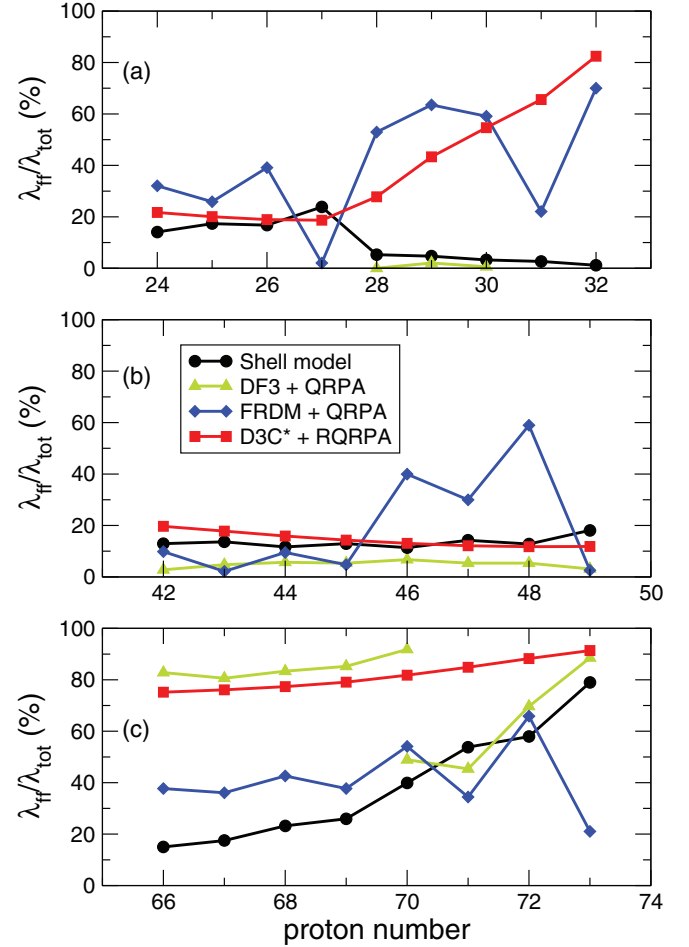 100
80
60
40
20
0
λff/λtot (%)
(a)
24 26 28 30 32
100
80
60
40
20
0
λff/λtot (%)
(b)
Shell model
DF3 + QRPA
FRDM + QRPA
D3C* + RQRPA
42 44 46 48 50
100
80
60
40
20
0
λff/λtot (%)
(c)
66 68 70 72 74
proton number